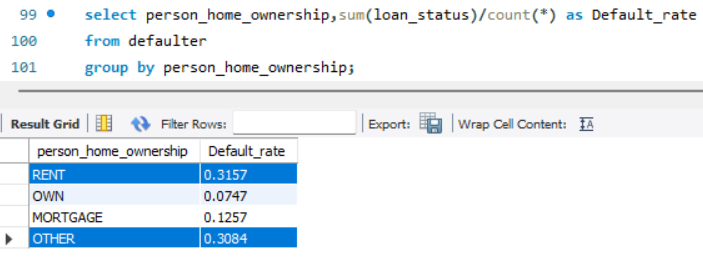 99 select person_home_ownership,sum(loan_status)/count(*) as Default_rate
100 from defaulter
101 group by person_home_ownership;
Result Grid Filter Rows: Export: Wrap Cell Content: IA
person_home_ownership Default_rate
RENT 0.3157
OWN 0.0747
MORTGAGE 0.1257
OTHER 0.3084